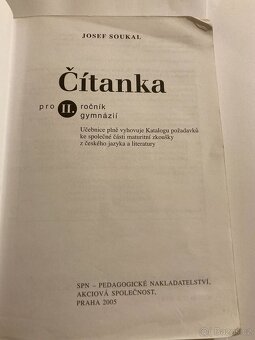 JOSEF SOUKAL
Čítanka
pro II. ročník
gymnázií
Učebnice plně vyhovuje Katalogu požadavků
ke společné části maturitní zkoušky
z českého jazyka a literatury
SPN – PEDAGOGICKÉ NAKLADATELSTVÍ,
AKCIOVÁ SPOLEČNOST,
PRAHA 2005